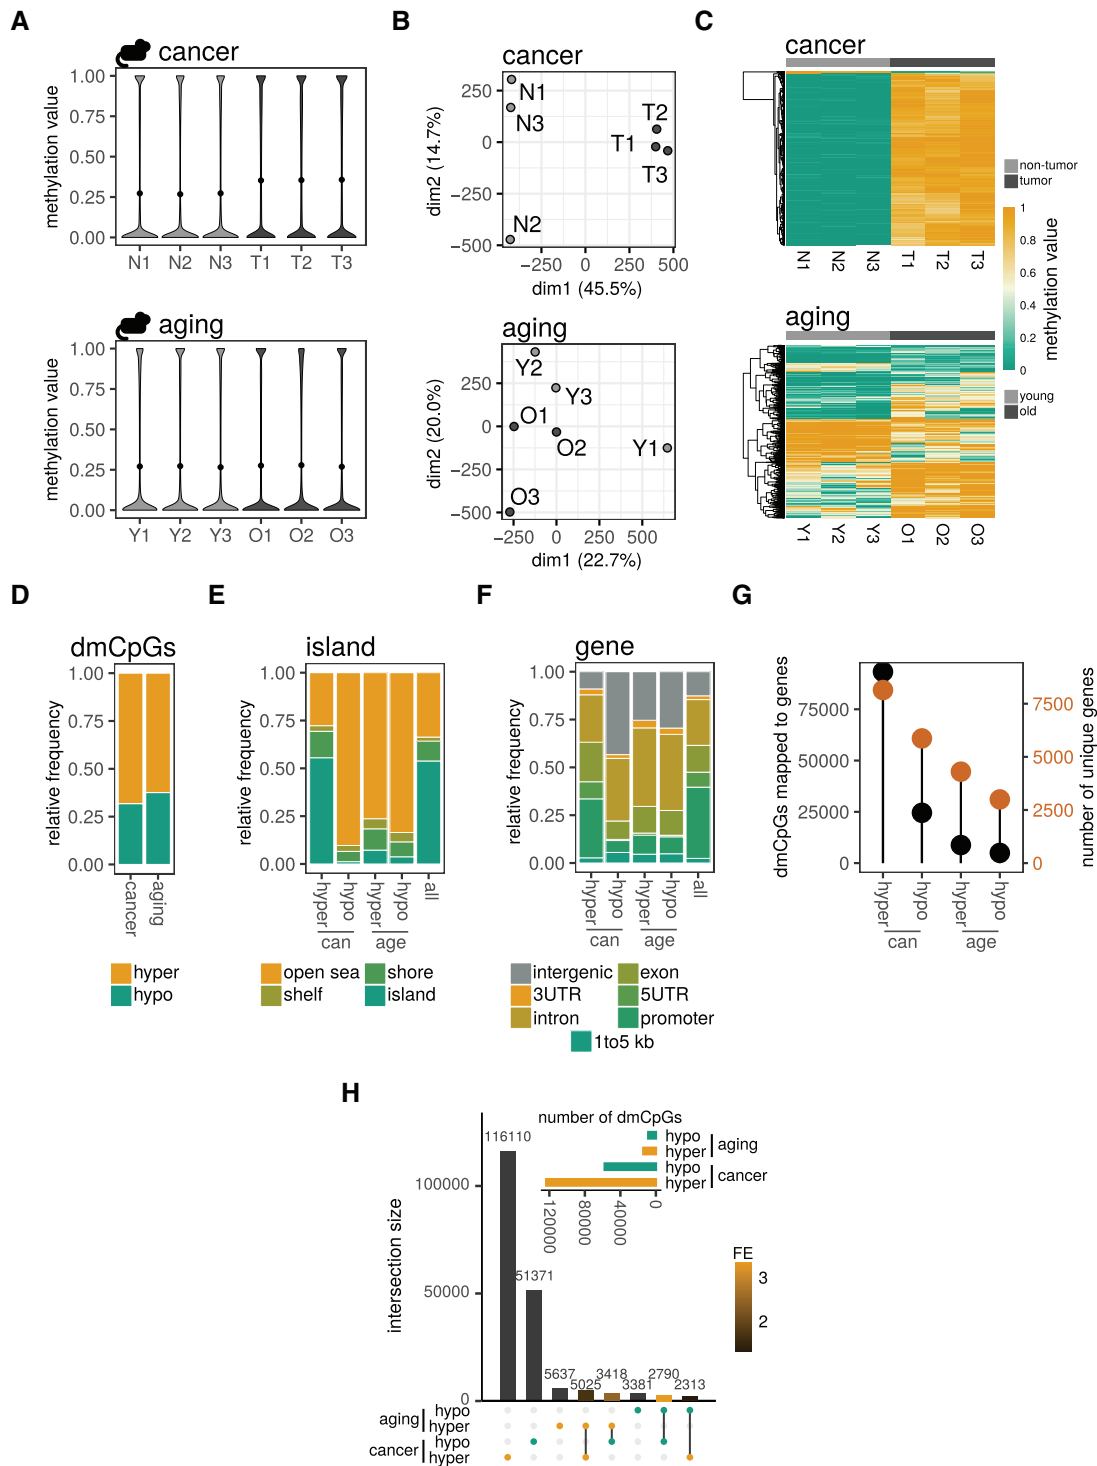 A
cancer
methylation value
1.00
0.75
0.50
0.25
0.00
N1 N2 N3 T1 T2 T3
aging
methylation value
1.00
0.75
0.50
0.25
0.00
Y1 Y2 Y3 O1 O2 O3
B
cancer
dim2 (14.7%)
250
0
−250
−500
N1
N3
N2
T2
T1
T3
−250 0 250 500
dim1 (45.5%)
aging
dim2 (20.0%)
250
0
−250
−500
Y2
Y3
O1
O2
Y1
O3
−250 0 250 500
dim1 (22.7%)
C
cancer
N1 N2 N3 T1 T2 T3
non-tumor
tumor
1
0.8
0.6
0.4
0.2
0
methylation value
aging
Y1 Y2 Y3 O1 O2 O3
young
old
D
dmCpGs
relative frequency
1.00
0.75
0.50
0.25
0.00
cancer aging
hyper
hypo
E
island
relative frequency
1.00
0.75
0.50
0.25
0.00
hyper hypo hyper hypo all
can age
open sea shore
shelf island
F
gene
relative frequency
1.00
0.75
0.50
0.25
0.00
hyper hypo hyper hypo all
can age
intergenic exon
3UTR 5UTR
intron promoter
1to5 kb
G
dmCpGs mapped to genes
75000
50000
25000
0
7500
5000
2500
0
number of unique genes
hyper hypo hyper hypo
can age
H
number of dmCpGs
hypo
hyper
aging
hypo
hyper
cancer
120000 80000 40000 0
intersection size
100000
50000
0
116110
51371
5637
5025
3418
3381
2790
2313
FE
3
2
aging
hypo
hyper
cancer
hypo
hyper